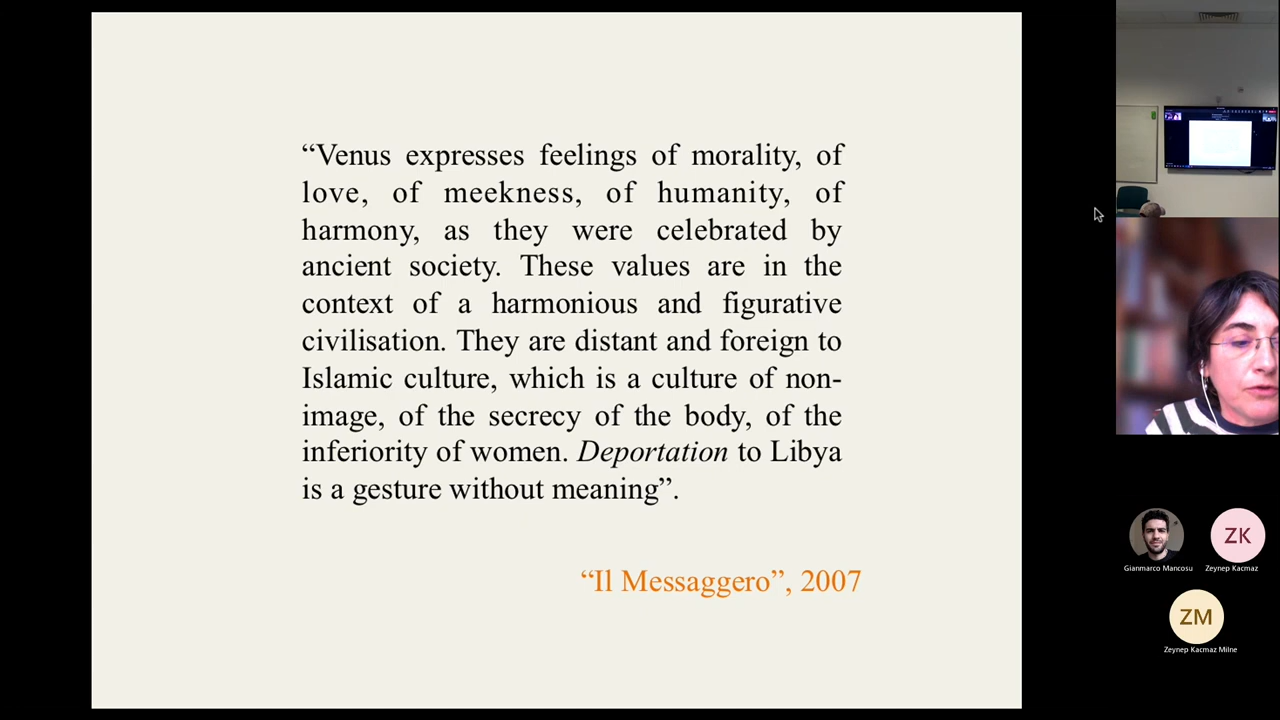 “Venus expresses feelings of morality, of
love, of meekness, of humanity, of
harmony, as they were celebrated by
ancient society. These values are in the
context of a harmonious and figurative
civilisation. They are distant and foreign to
Islamic culture, which is a culture of non-
image, of the secrecy of the body, of the
inferiority of women. Deportation to Libya
is a gesture without meaning”.
“Il Messaggero”, 2007
ZK
Gianmarco Mancosu
Zeynep Kacmaz
ZM
Zeynep Kacmaz Milne